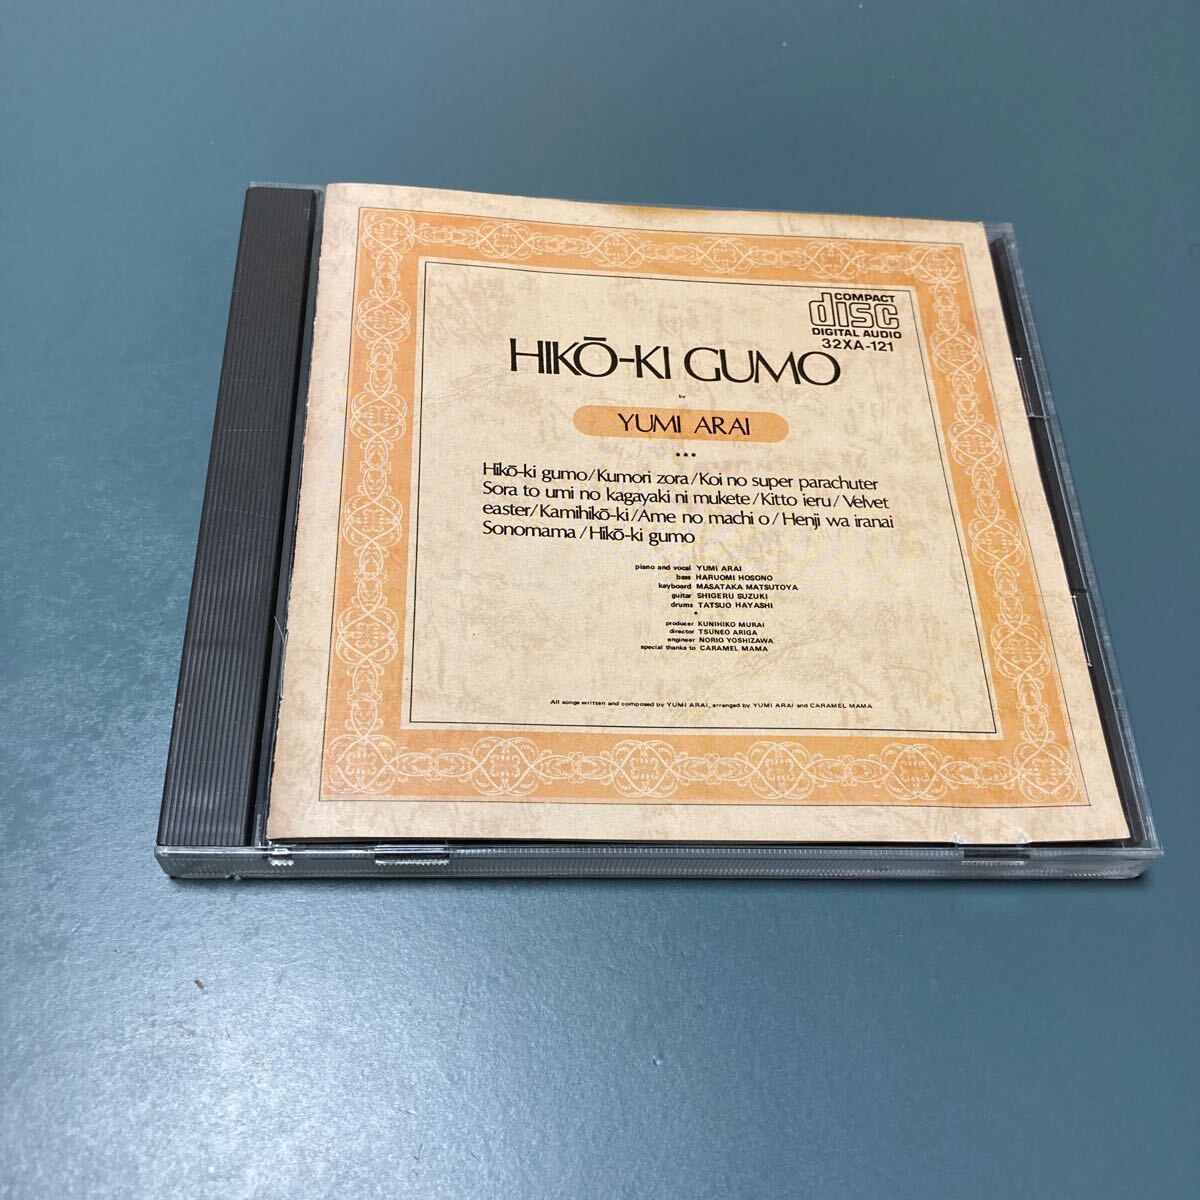 COMPACT
disc
DIGITAL AUDIO
32XA-121
HIKŌ-KI GUMO
by
YUMI ARAI
***
Hikō-ki gumo/Kumori zora/Koi no super parachuter
Sora to umi no kagayaki ni mukete/Kitto ieru/Velvet
easter/Kamihikō-ki/Ame no machi o/Henji wa iranai
Sonomama/Hikō-ki gumo
piano and vocal YUMI ARAI
bass HARUOMI HOSONO
keyboard MASATAKA MATSUTOYA
guitar SHIGERU SUZUKI
drums TATSUO HAYASHI
*
producer KUNIHIKO MURAI
director TSUNEO ARIGA
engineer NORIO YOSHIZAWA
special thanks to CARAMEL MAMA
All songs written and composed by YUMI ARAI, arranged by YUMI ARAI and CARAMEL MAMA